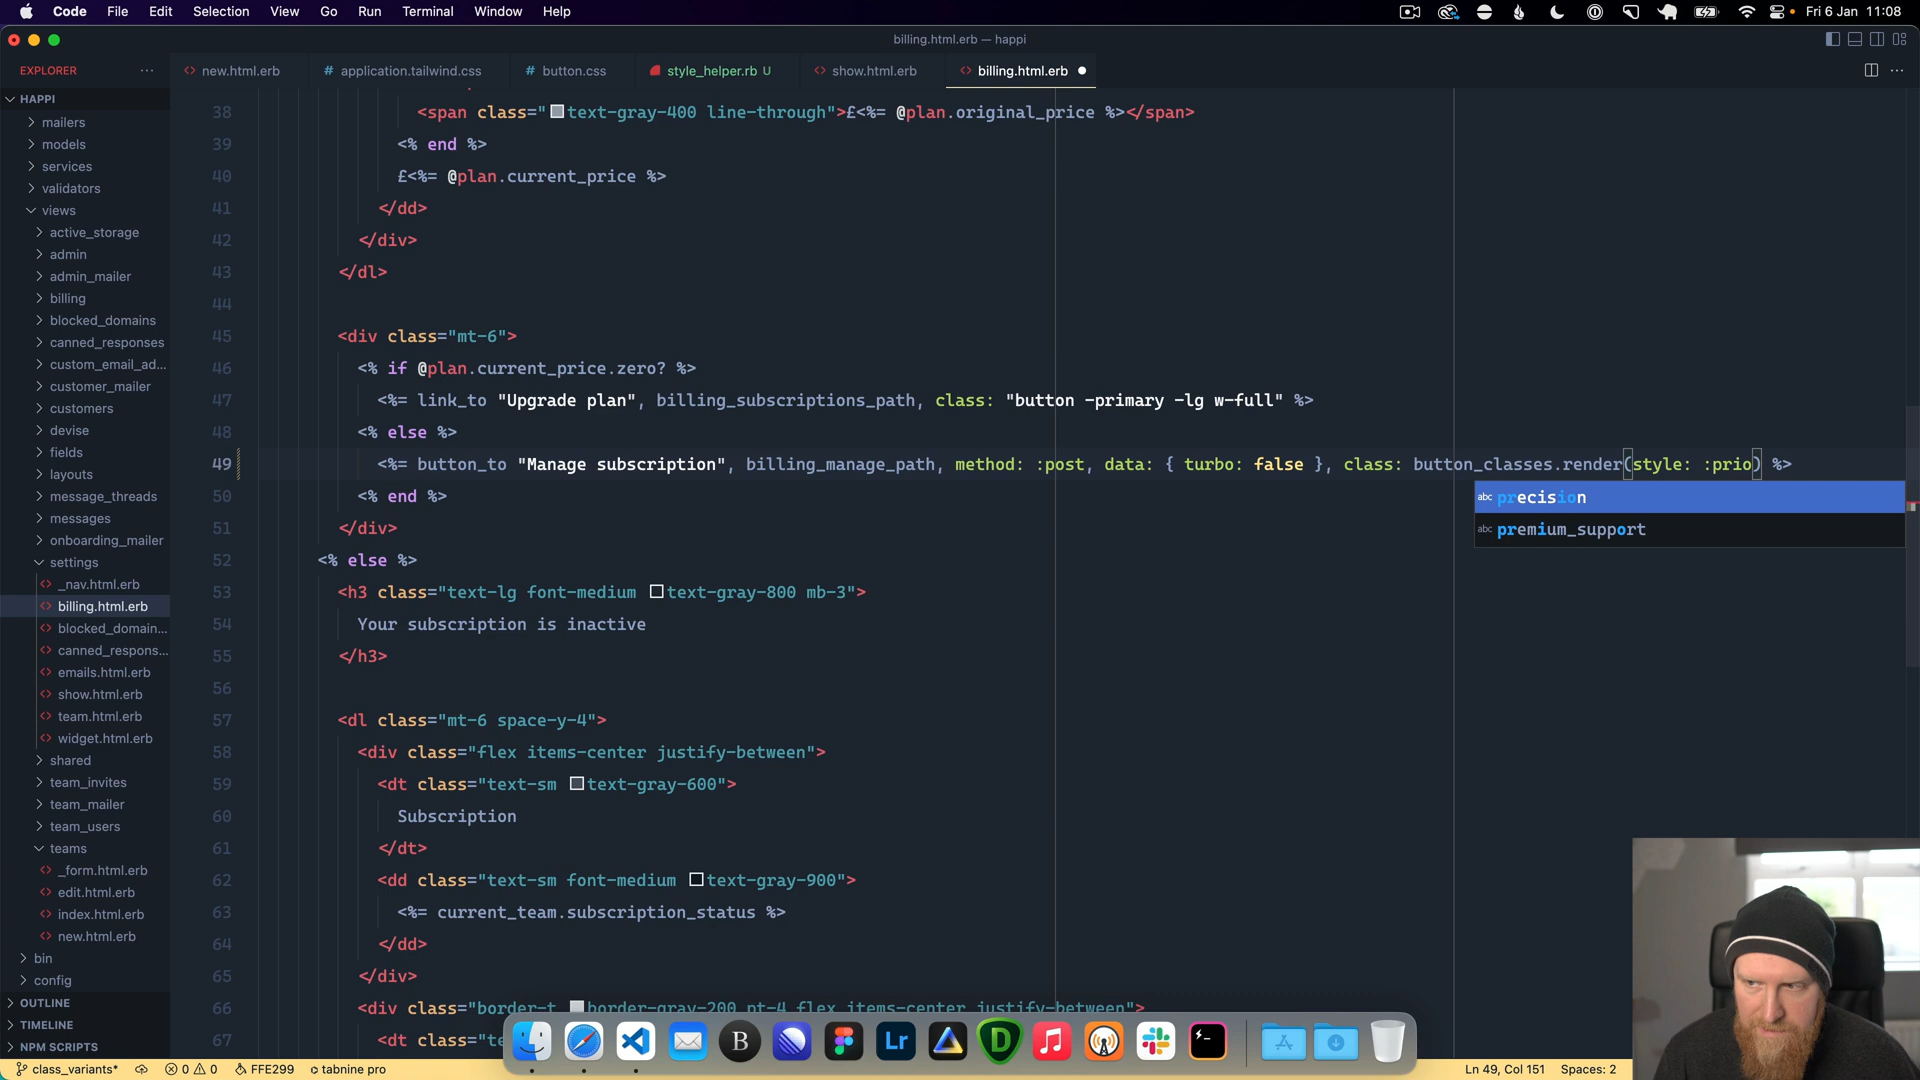 Code File Edit Selection View Go Run Terminal Window Help Fri 6 Jan 11:08
billing.html.erb — happi
EXPLORER ··· new.html.erb # application.tailwind.css # button.css style_helper.rb U show.html.erb billing.html.erb
HAPPI
mailers
models
services
validators
views
active_storage
admin
admin_mailer
billing
blocked_domains
canned_responses
custom_email_ad...
customer_mailer
customers
devise
fields
layouts
message_threads
messages
onboarding_mailer
settings
_nav.html.erb
billing.html.erb
blocked_domain...
canned_respons...
emails.html.erb
show.html.erb
team.html.erb
widget.html.erb
shared
team_invites
team_mailer
team_users
teams
_form.html.erb
edit.html.erb
index.html.erb
new.html.erb
bin
config
OUTLINE
TIMELINE
NPM SCRIPTS
38 <span class="text-gray-400 line-through">£<%= @plan.original_price %></span>
39 <% end %>
40 £<%= @plan.current_price %>
41 </dd>
42 </div>
43 </dl>
44
45 <div class="mt-6">
46 <% if @plan.current_price.zero? %>
47 <%= link_to "Upgrade plan", billing_subscriptions_path, class: "button -primary -lg w-full" %>
48 <% else %>
49 <%= button_to "Manage subscription", billing_manage_path, method: :post, data: { turbo: false }, class: button_classes.render(style: :prio) %>
abc precision
abc premium_support
50 <% end %>
51 </div>
52 <% else %>
53 <h3 class="text-lg font-medium text-gray-800 mb-3">
54 Your subscription is inactive
55 </h3>
56
57 <dl class="mt-6 space-y-4">
58 <div class="flex items-center justify-between">
59 <dt class="text-sm text-gray-600">
60 Subscription
61 </dt>
62 <dd class="text-sm font-medium text-gray-900">
63 <%= current_team.subscription_status %>
64 </dd>
65 </div>
66 <div class="border-t border-gray-200 pt-4 flex items-center justify-between">
67 <dt class="te
B Lr D
class_variants* 0 0 FFE299 tabnine pro Ln 49, Col 151 Spaces: 2